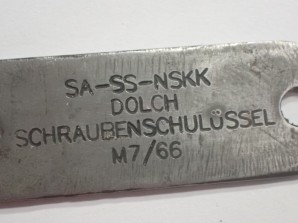 SA-SS-NSKK
DOLCH
SCHRAUBENSCHULÜSSEL
M7/66